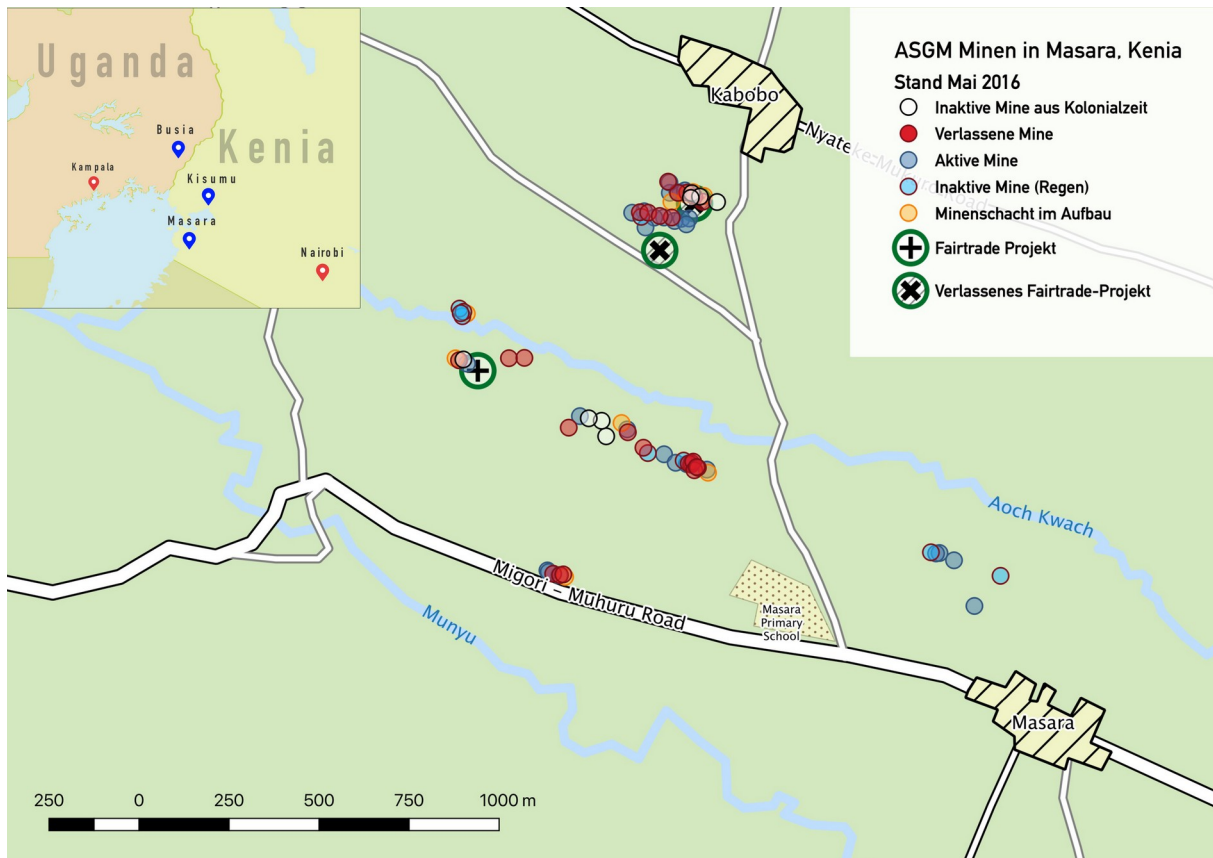 Uganda
Kenia
Busia
Kampala
Kisumu
Masara
Nairobi
ASGM Minen in Masara, Kenia
Stand Mai 2016
Inaktive Mine aus Kolonialzeit
Verlassene Mine
Aktive Mine
Inaktive Mine (Regen)
Minenschacht im Aufbau
Fairtrade Projekt
Verlassenes Fairtrade-Projekt
Kabobo
Nyateke-Mukuro Road
Aoch Kwach
Migori – Muhuru Road
Munyu
Masara
Primary
School
Masara
250 0 250 500 750 1000 m